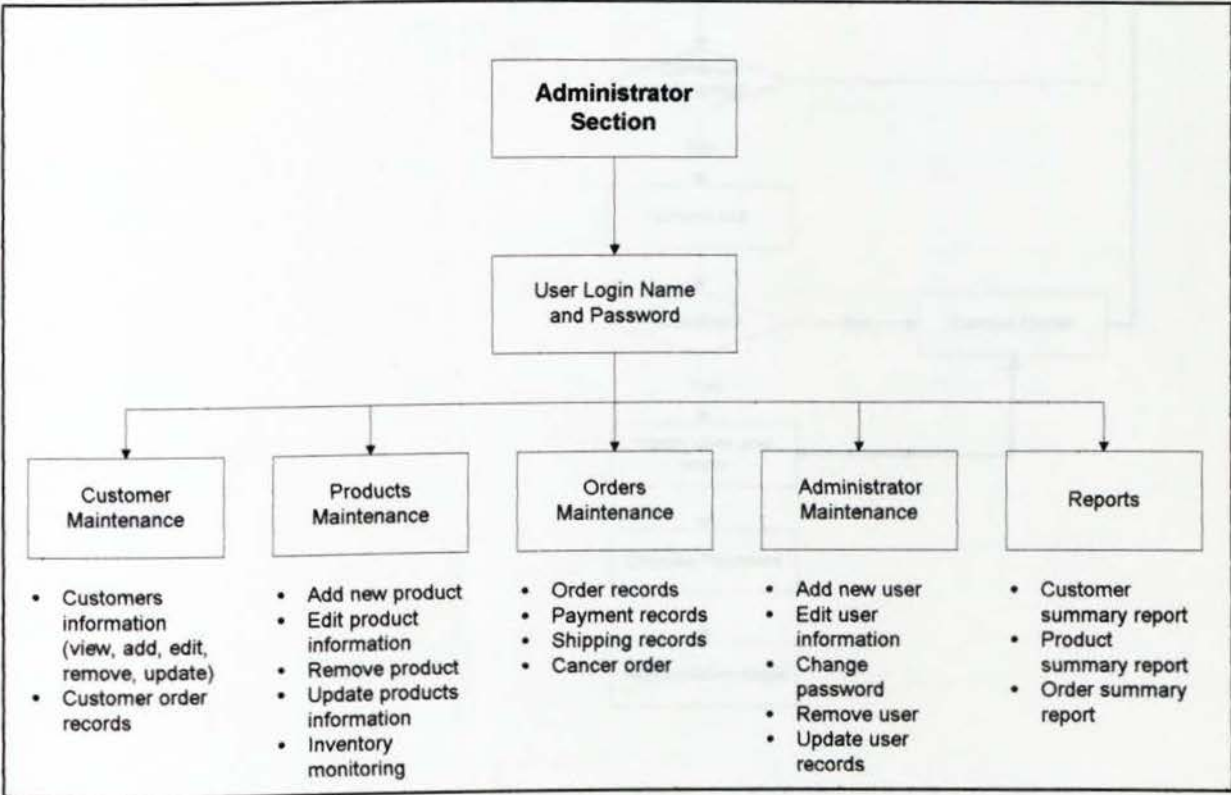 Administrator
Section
User Login Name
and Password
Customer
Maintenance
Products
Maintenance
Orders
Maintenance
Administrator
Maintenance
Reports
• Customers
information
(view, add, edit,
remove, update)
• Customer order
records
• Add new product
• Edit product
information
• Remove product
• Update products
information
• Inventory
monitoring
• Order records
• Payment records
• Shipping records
• Cancer order
• Add new user
• Edit user
information
• Change
password
• Remove user
• Update user
records
• Customer
summary report
• Product
summary report
• Order summary
report